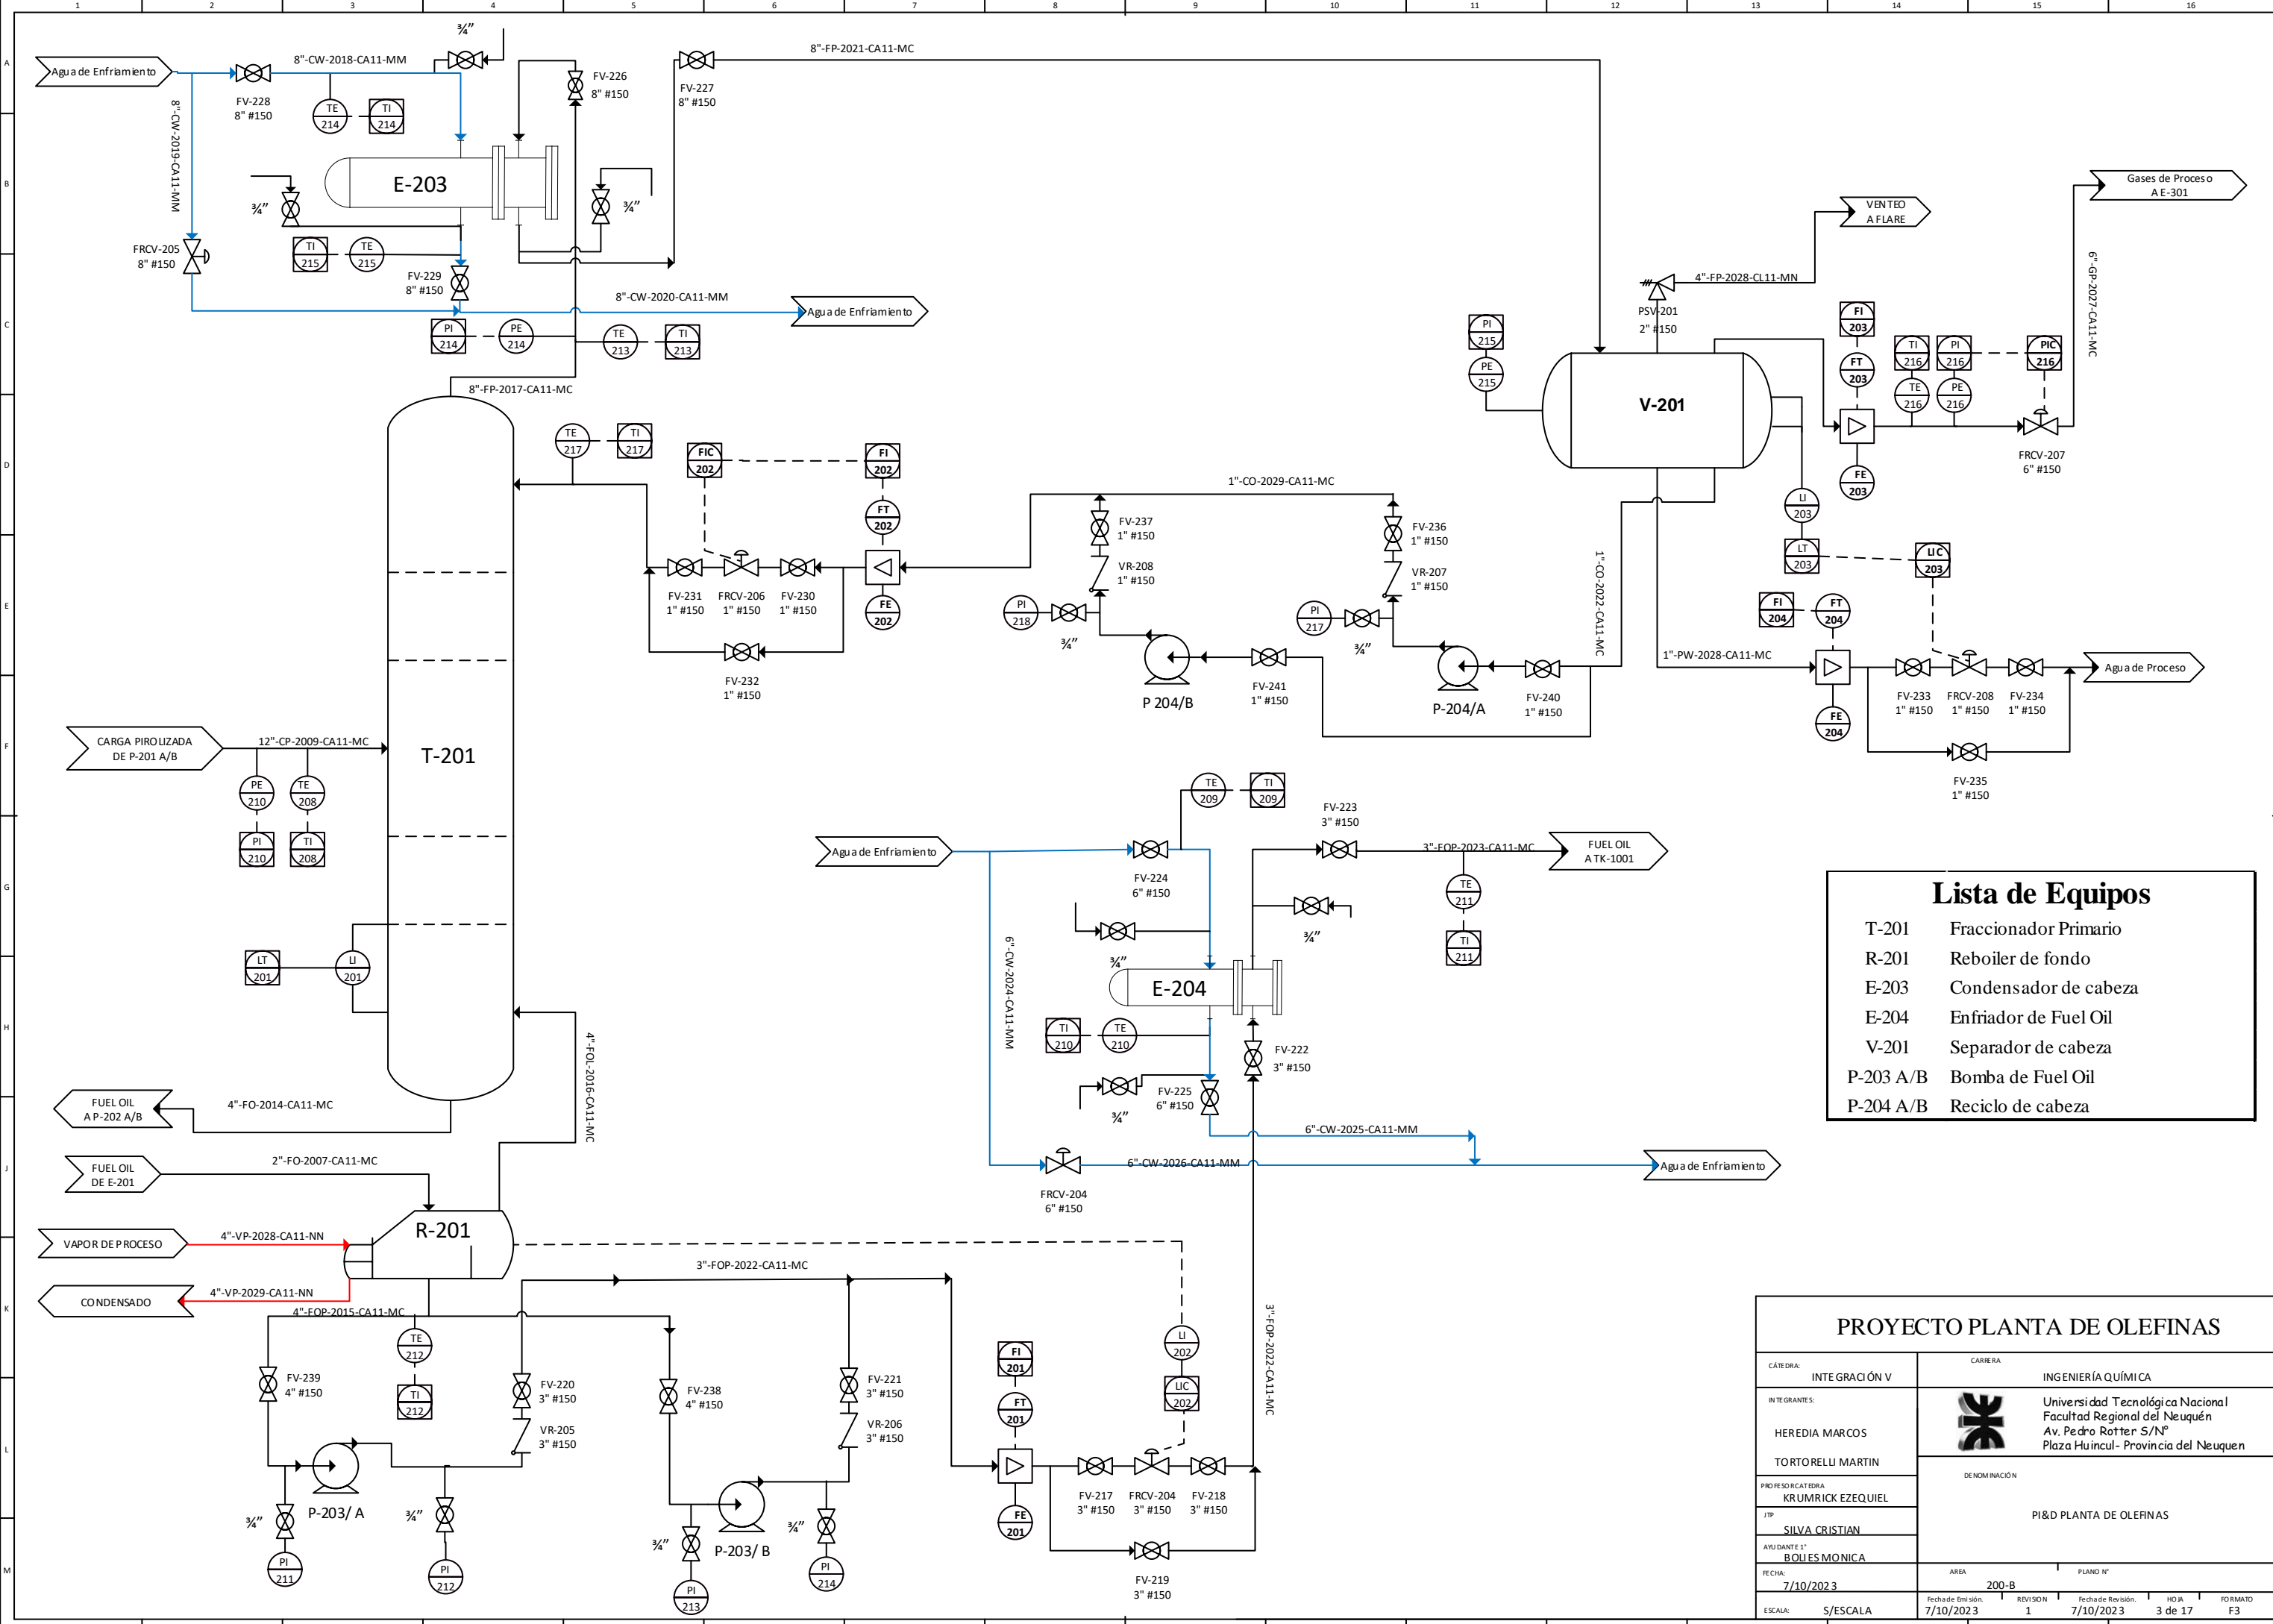 1 2 3 4 5 6 7 8 9 10 11 12 13 14 15 16
A
B
C
D
E
F
G
H
J
K
L
M
Agua de Enfriamiento
8"-CW-2018-CA11-MM
¾"
FV-228
8" #150
TE
214
TI
214
8"-CW-2019-CA11-MM
FV-226
8" #150
FV-227
8" #150
8"-FP-2021-CA11-MC
E-203
¾"
¾"
FRCV-205
8" #150
TI
215
TE
215
FV-229
8" #150
8"-CW-2020-CA11-MM
Agua de Enfriamiento
PI
214
PE
214
TE
213
TI
213
8"-FP-2017-CA11-MC
Gases de Proceso
A E-301
VENTEO
A FLARE
4"-FP-2028-CL11-MN
PSV-201
2" #150
6"-GP-2027-CA11-MC
PI
215
PE
215
V-201
FI
203
FT
203
FE
203
TI
216
TE
216
PI
216
PE
216
PIC
216
FRCV-207
6" #150
TE
217
TI
217
FIC
202
FI
202
FT
202
FE
202
FV-231
1" #150
FRCV-206
1" #150
FV-230
1" #150
FV-232
1" #150
1"-CO-2029-CA11-MC
FV-237
1" #150
VR-208
1" #150
PI
218
¾"
P 204/B
FV-241
1" #150
FV-236
1" #150
VR-207
1" #150
PI
217
¾"
P-204/A
FV-240
1" #150
1"-CO-2022-CA11-MC
LI
203
LT
203
LIC
203
FI
204
FT
204
FE
204
1"-PW-2028-CA11-MC
FV-233
1" #150
FRCV-208
1" #150
FV-234
1" #150
FV-235
1" #150
Agua de Proceso
CARGA PIROLIZADA
DE P-201 A/B
12"-CP-2009-CA11-MC
PE
210
TE
208
PI
210
TI
208
T-201
LT
201
LI
201
Agua de Enfriamiento
TE
209
TI
209
FV-224
6" #150
FV-223
3" #150
3"-FOP-2023-CA11-MC
FUEL OIL
A TK-1001
TE
211
TI
211
¾"
¾"
6"-CW-2024-CA11-MM
E-204
TI
210
TE
210
FV-222
3" #150
FV-225
6" #150
¾"
6"-CW-2025-CA11-MM
6"-CW-2026-CA11-MM
FRCV-204
6" #150
Agua de Enfriamiento
Lista de Equipos
T-201 Fraccionador Primario
R-201 Reboiler de fondo
E-203 Condensador de cabeza
E-204 Enfriador de Fuel Oil
V-201 Separador de cabeza
P-203 A/B Bomba de Fuel Oil
P-204 A/B Reciclo de cabeza
FUEL OIL
A P-202 A/B
4"-FO-2014-CA11-MC
4"-FOL-2016-CA11-MC
FUEL OIL
DE E-201
2"-FO-2007-CA11-MC
VAPOR DE PROCESO
4"-VP-2028-CA11-NN
R-201
CONDENSADO
4"-VP-2029-CA11-NN
4"-FOP-2015-CA11-MC
3"-FOP-2022-CA11-MC
3"-FOP-2022-CA11-MC
FV-239
4" #150
TE
212
TI
212
FV-220
3" #150
VR-205
3" #150
FV-238
4" #150
FV-221
3" #150
VR-206
3" #150
P-203/ A
¾"
PI
211
¾"
PI
212
P-203/ B
¾"
PI
213
¾"
PI
214
FI
201
FT
201
FE
201
LI
202
LIC
202
FV-217
3" #150
FRCV-204
3" #150
FV-218
3" #150
FV-219
3" #150
PROYECTO PLANTA DE OLEFINAS
CÁTEDRA:
INTEGRACIÓN V
CARRERA
INGENIERÍA QUÍMICA
INTEGRANTES:
HEREDIA MARCOS
TORTORELLI MARTIN
Universidad Tecnológica Nacional
Facultad Regional del Neuquén
Av. Pedro Rotter S/N°
Plaza Huincul- Provincia del Neuquen
PROFESOR CATEDRA
KRUMRICK EZEQUIEL
JTP
SILVA CRISTIAN
AYUDANTE 1°
BOLIES MONICA
DENOMINACIÓN
PI&D PLANTA DE OLEFINAS
FECHA:
7/10/2023
AREA
200-B
PLANO N°
ESCALA: S/ESCALA
Fecha de Emisión.
7/10/2023
REVISION
1
Fecha de Revisión.
7/10/2023
HOJA
3 de 17
FORMATO
F3